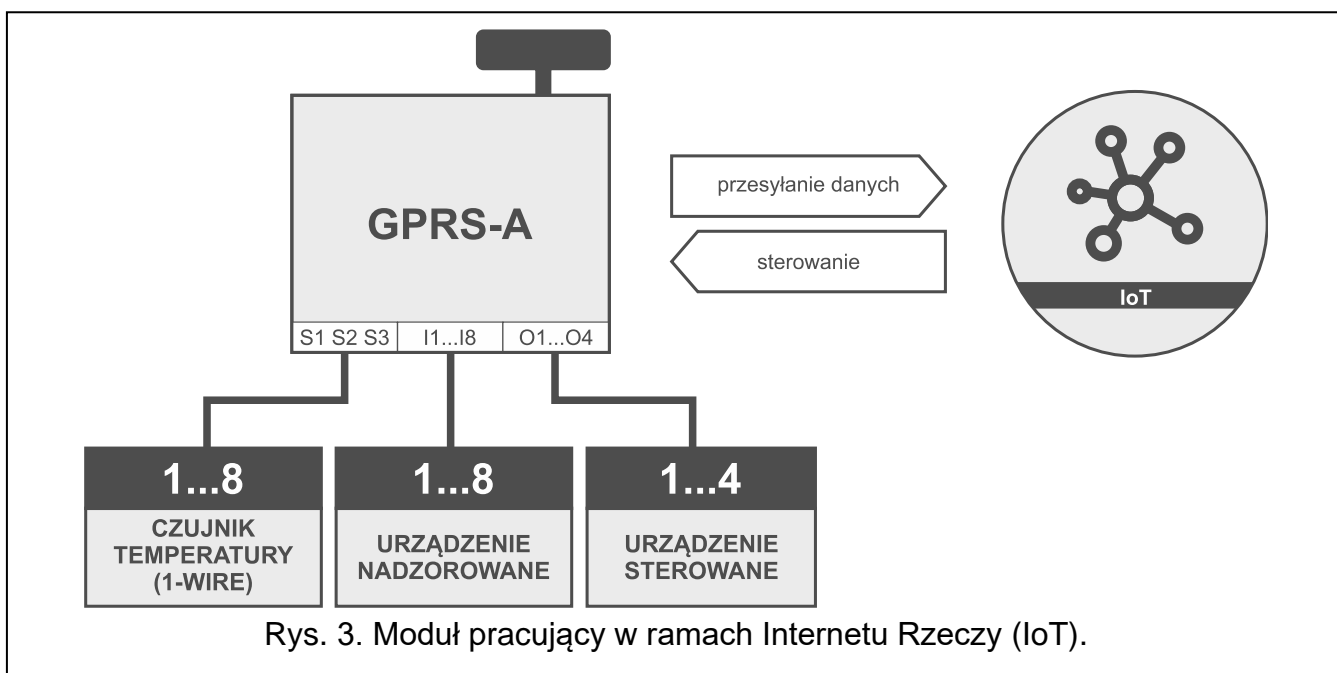 GPRS-A
S1 S2 S3
I1...I8
O1...O4
przesyłanie danych
sterowanie
IoT
1...8
CZUJNIK
TEMPERATURY
(1-WIRE)
1...8
URZĄDZENIE
NADZOROWANE
1...4
URZĄDZENIE
STEROWANE
Rys. 3. Moduł pracujący w ramach Internetu Rzeczy (IoT).